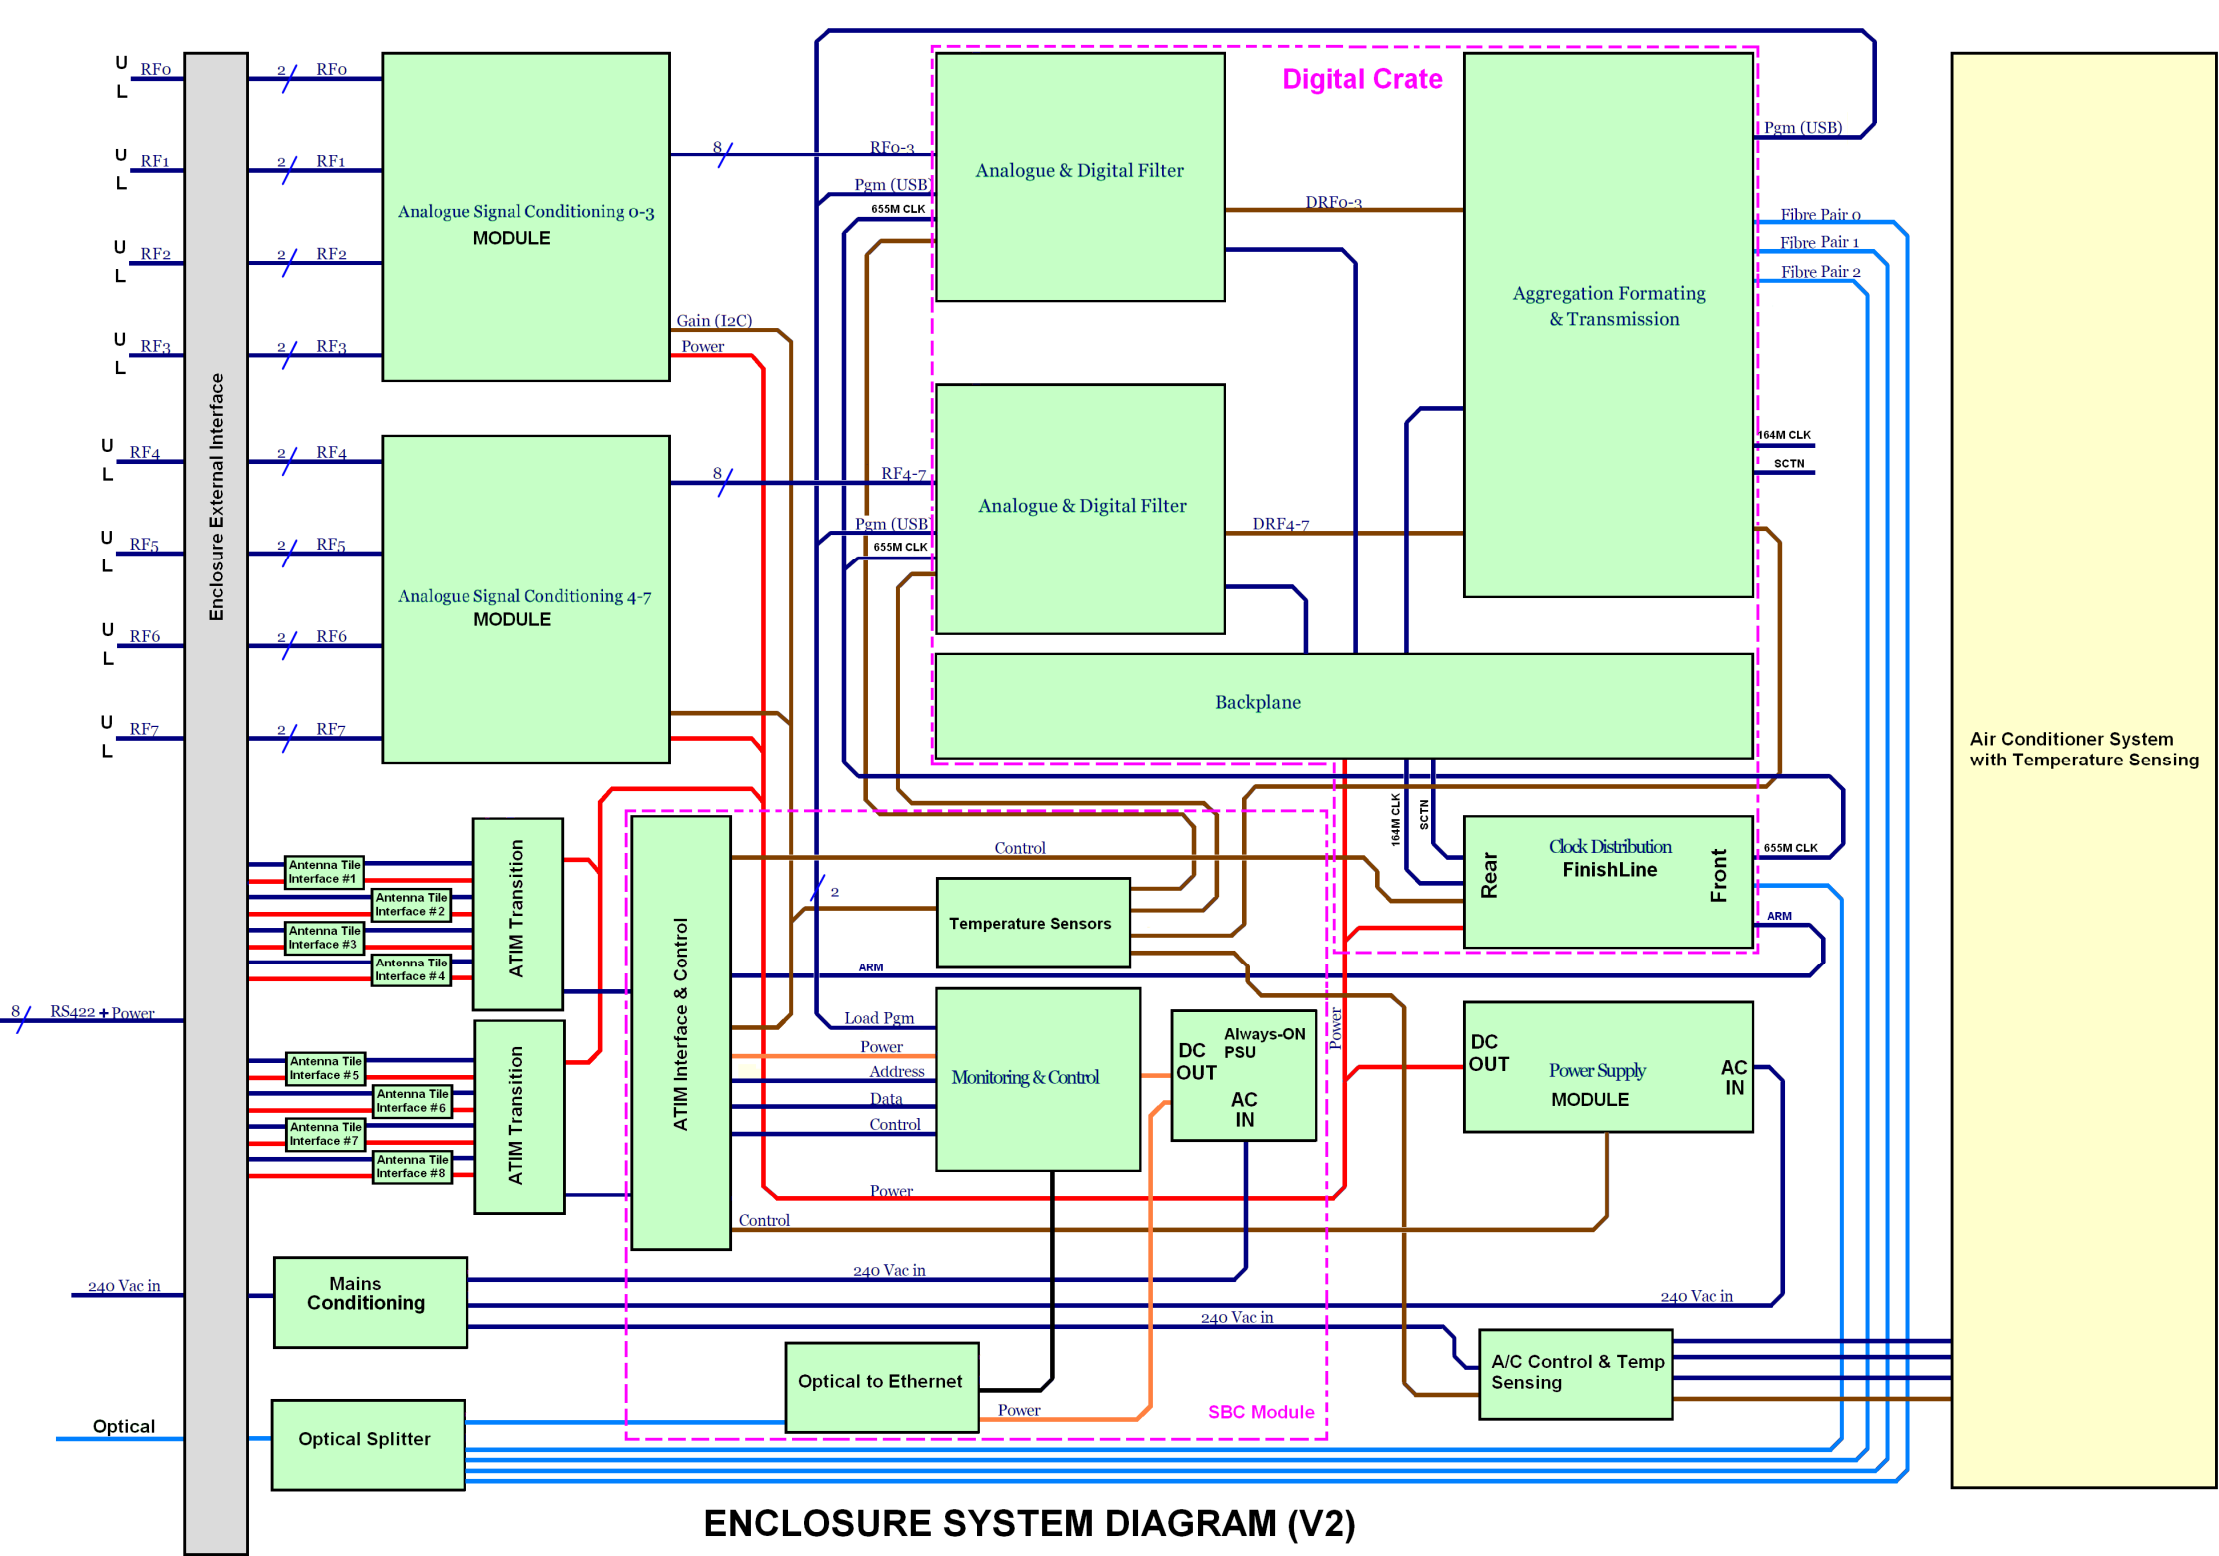 U
RF0
L
2
RF0
U
RF1
L
2
RF1
U
RF2
L
2
RF2
U
RF3
L
2
RF3
U
RF4
L
2
RF4
U
RF5
L
2
RF5
U
RF6
L
2
RF6
U
RF7
L
2
RF7
Enclosure External Interface
Analogue Signal Conditioning 0-3
MODULE
Gain (I2C)
Power
Analogue Signal Conditioning 4-7
MODULE
8
RF0-3
Pgm (USB)
655M CLK
8
RF4-7
Pgm (USB
655M CLK
Digital Crate
Analogue & Digital Filter
DRF0-3
Analogue & Digital Filter
DRF4-7
Aggregation Formating
& Transmission
Pgm (USB)
Fibre Pair 0
Fibre Pair 1
Fibre Pair 2
164M CLK
SCTN
Backplane
Air Conditioner System
with Temperature Sensing
164M CLK
SCTN
Rear
Clock Distribution
FinishLine
Front
655M CLK
ARM
Antenna Tile
Interface #1
Antenna Tile
Interface #2
Antenna Tile
Interface #3
Antenna Tile
Interface #4
ATIM Transition
8
RS422 + Power
Antenna Tile
Interface #5
Antenna Tile
Interface #6
Antenna Tile
Interface #7
Antenna Tile
Interface #8
ATIM Transition
ATIM Interface & Control
Control
2
Temperature Sensors
ARM
Load Pgm
Power
Address
Data
Control
Monitoring & Control
Always-ON
PSU
DC
OUT
AC
IN
Power
DC
OUT
Power Supply
MODULE
AC
IN
Power
Control
240 Vac in
Mains
Conditioning
240 Vac in
240 Vac in
240 Vac in
A/C Control & Temp
Sensing
Optical to Ethernet
Power
SBC Module
Optical
Optical Splitter
ENCLOSURE SYSTEM DIAGRAM (V2)